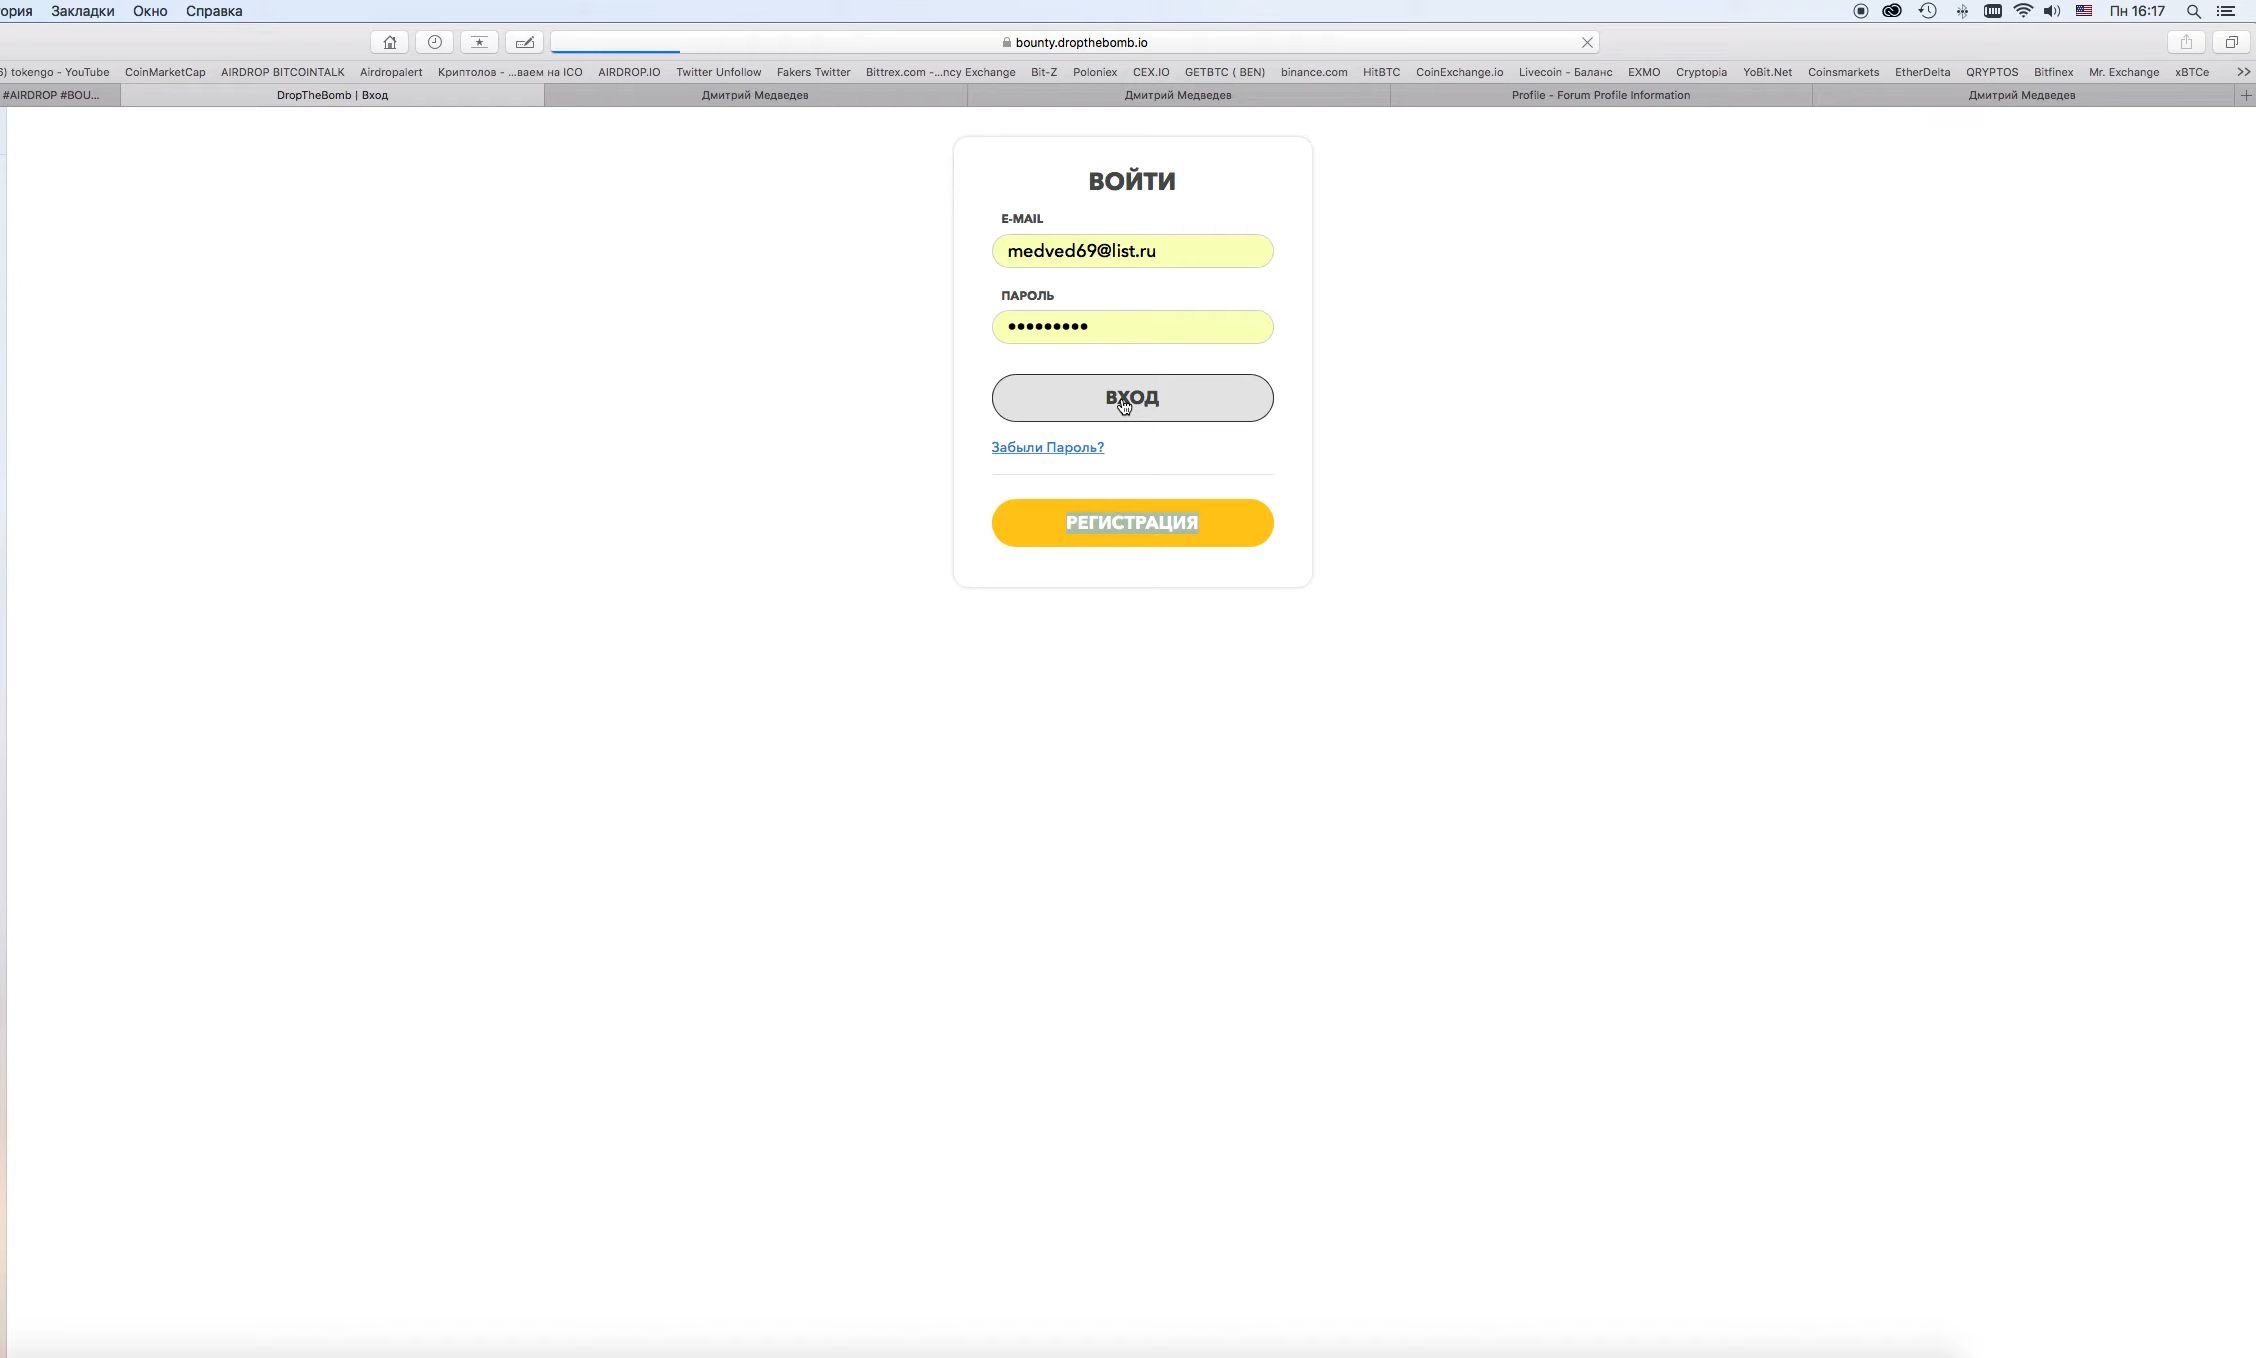 ория Закладки Окно Справка Пн 16:17
bounty.dropthebomb.io
6) tokengo - YouTube CoinMarketCap AIRDROP BITCOINTALK Airdropalert Криптолов - ...ваем на ICO AIRDROP.IO Twitter Unfollow Fakers Twitter Bittrex.com -...ncy Exchange Bit-Z Poloniex CEX.IO GETBTC ( BEN) binance.com HitBTC CoinExchange.io Livecoin - Баланс EXMO Cryptopia YoBit.Net Coinsmarkets EtherDelta QRYPTOS Bitfinex Mr. Exchange xBTCe >>
#AIRDROP #BOU... DropTheBomb | Вход Дмитрий Медведев Дмитрий Медведев Profile - Forum Profile Information Дмитрий Медведев
ВОЙТИ
E-MAIL
medved69@list.ru
ПАРОЛЬ
ВХОД
Забыли Пароль?
РЕГИСТРАЦИЯ